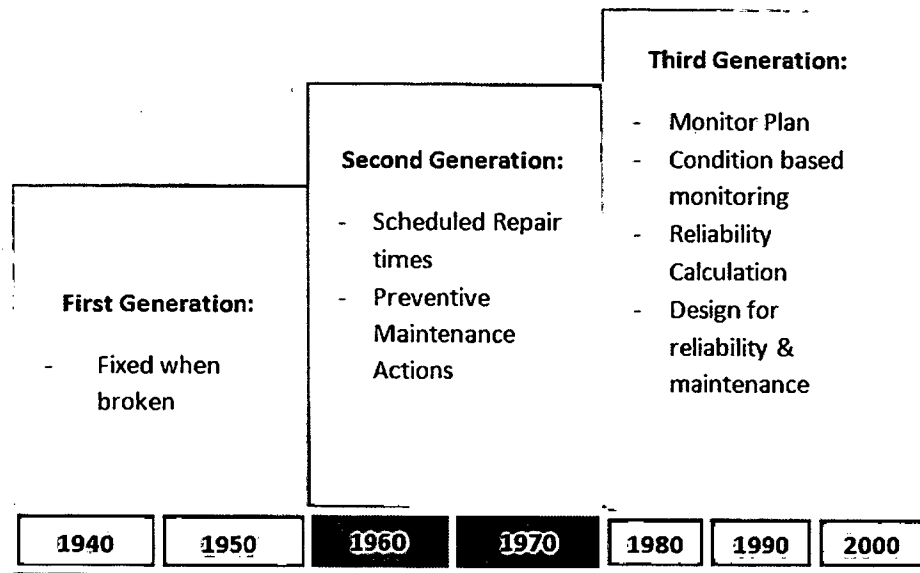 First Generation:
- Fixed when
broken
Second Generation:
- Scheduled Repair
times
- Preventive
Maintenance
Actions
Third Generation:
- Monitor Plan
- Condition based
monitoring
- Reliability
Calculation
- Design for
reliability &
maintenance
1940 1950 1960 1970 1980 1990 2000